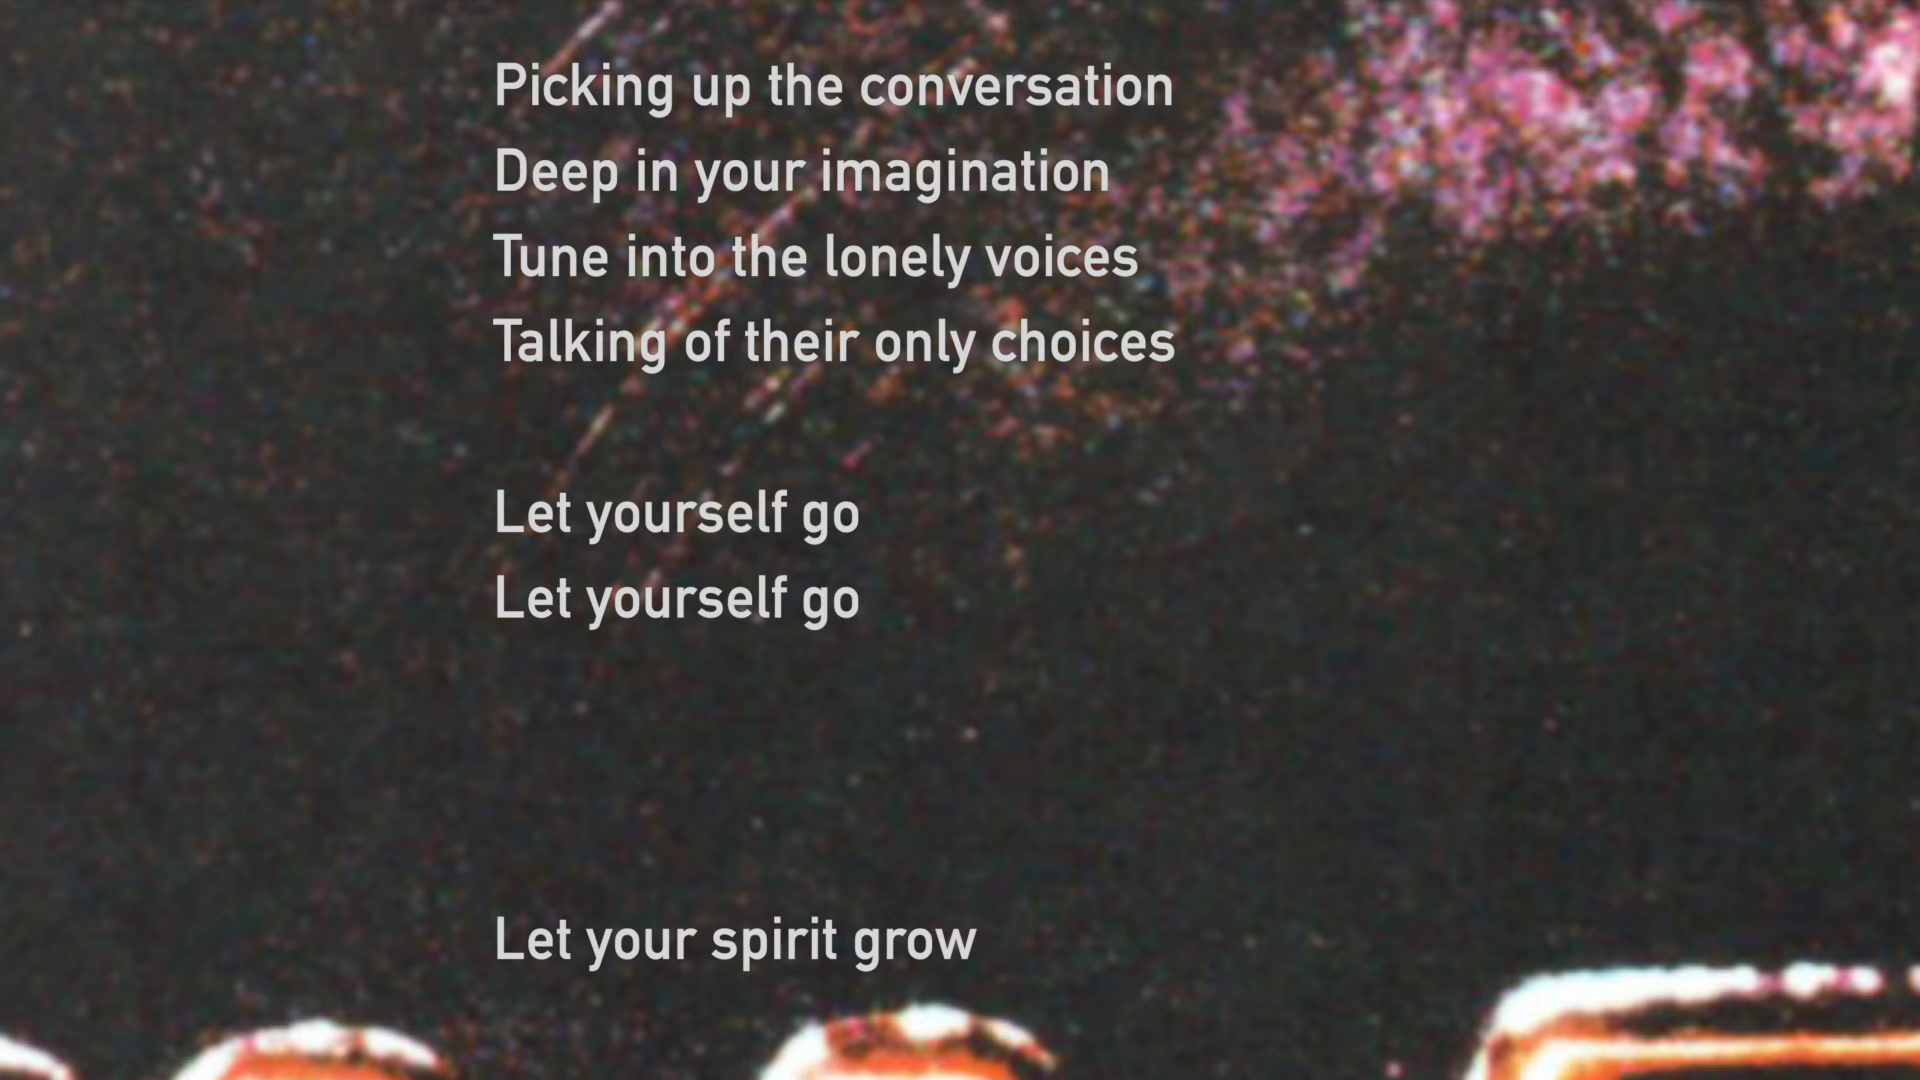 Picking up the conversation
Deep in your imagination
Tune into the lonely voices
Talking of their only choices
Let yourself go
Let yourself go
Let your spirit grow